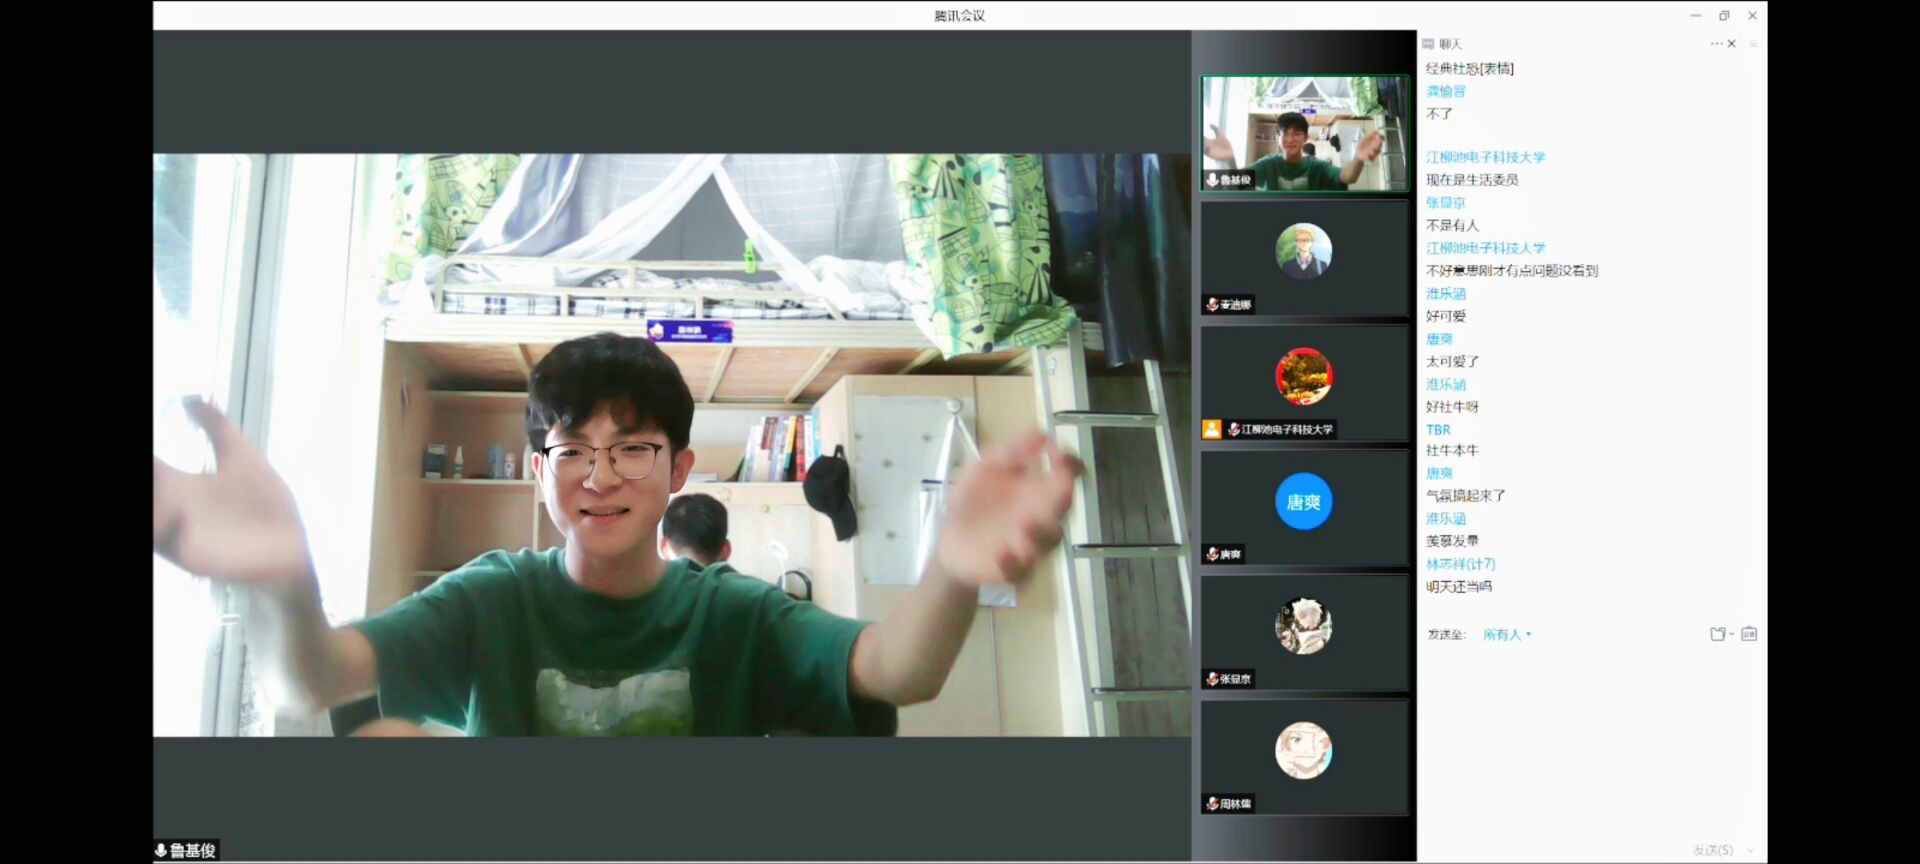 腾讯会议
聊天
经典社恐[表情]
龚愉晋
不了
江柳池电子科技大学
现在是生活委员
张显京
不是有人
江柳池电子科技大学
不好意思刚才有点问题没看到
淮乐涵
好可爱
唐爽
太可爱了
淮乐涵
好社牛呀
TBR
社牛本牛
唐爽
气氛搞起来了
淮乐涵
羡慕发晕
林志祥(计7)
明天还当吗
发送至: 所有人
发送(S)
鲁基俊
麦迪娜
江柳池电子科技大学
唐爽
唐爽
张显京
周林儒
鲁基俊